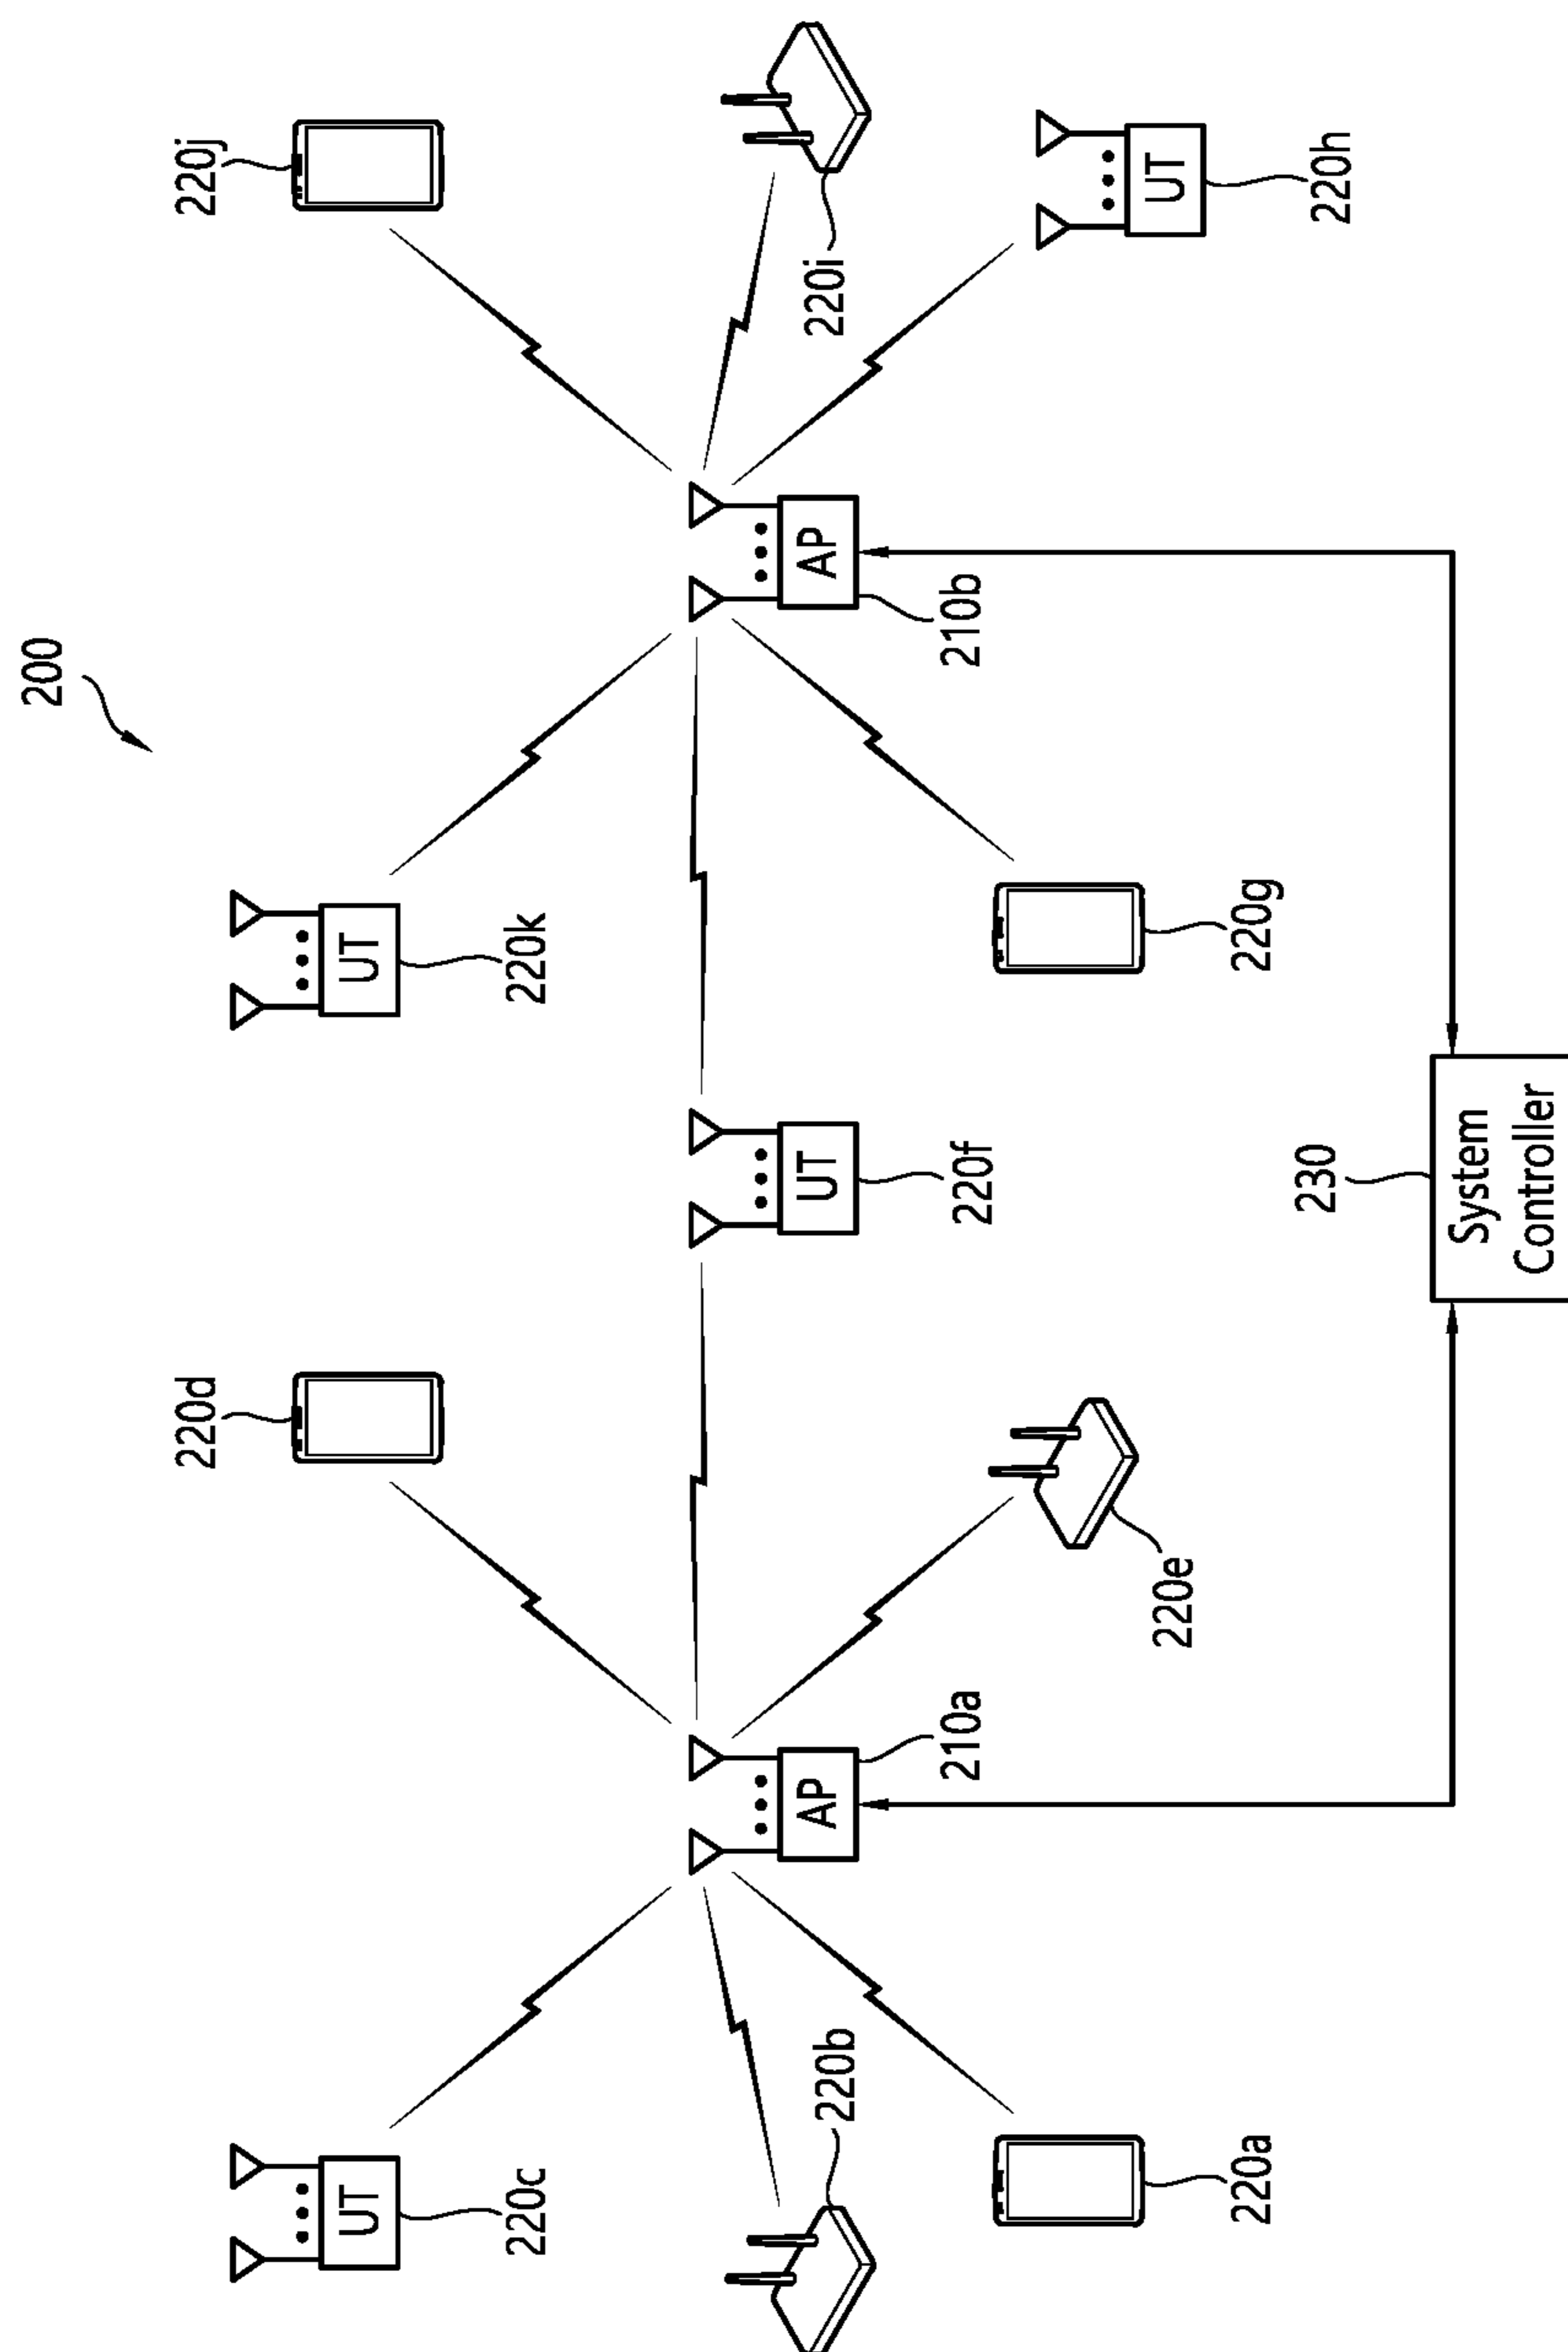 200
220c
UT
220d
220k
UT
220j
220b
AP
210a
UT
220f
AP
210b
220i
220a
220e
220g
UT
220h
230
System
Controller